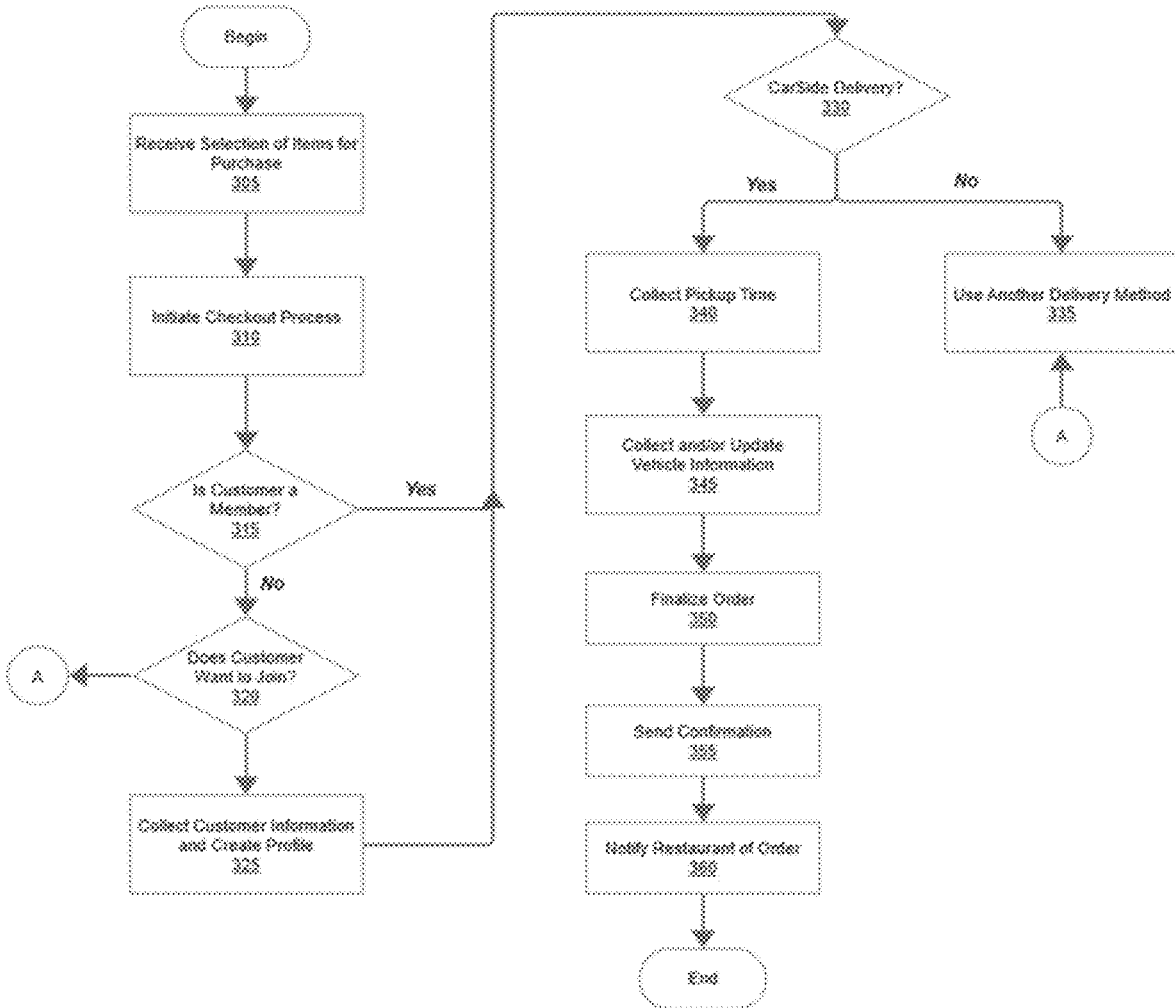 Begin
Receive Selection of Items for
Purchase
305
Initiate Checkout Process
310
Is Customer a
Member?
315
Yes
No
Does Customer
Want to Join?
320
A
Collect Customer Information
and Create Profile
325
CarSide Delivery?
330
Yes
No
Collect Pickup Time
340
Use Another Delivery Method
335
A
Collect and/or Update
Vehicle Information
345
Finalize Order
350
Send Confirmation
355
Notify Restaurant of Order
360
End